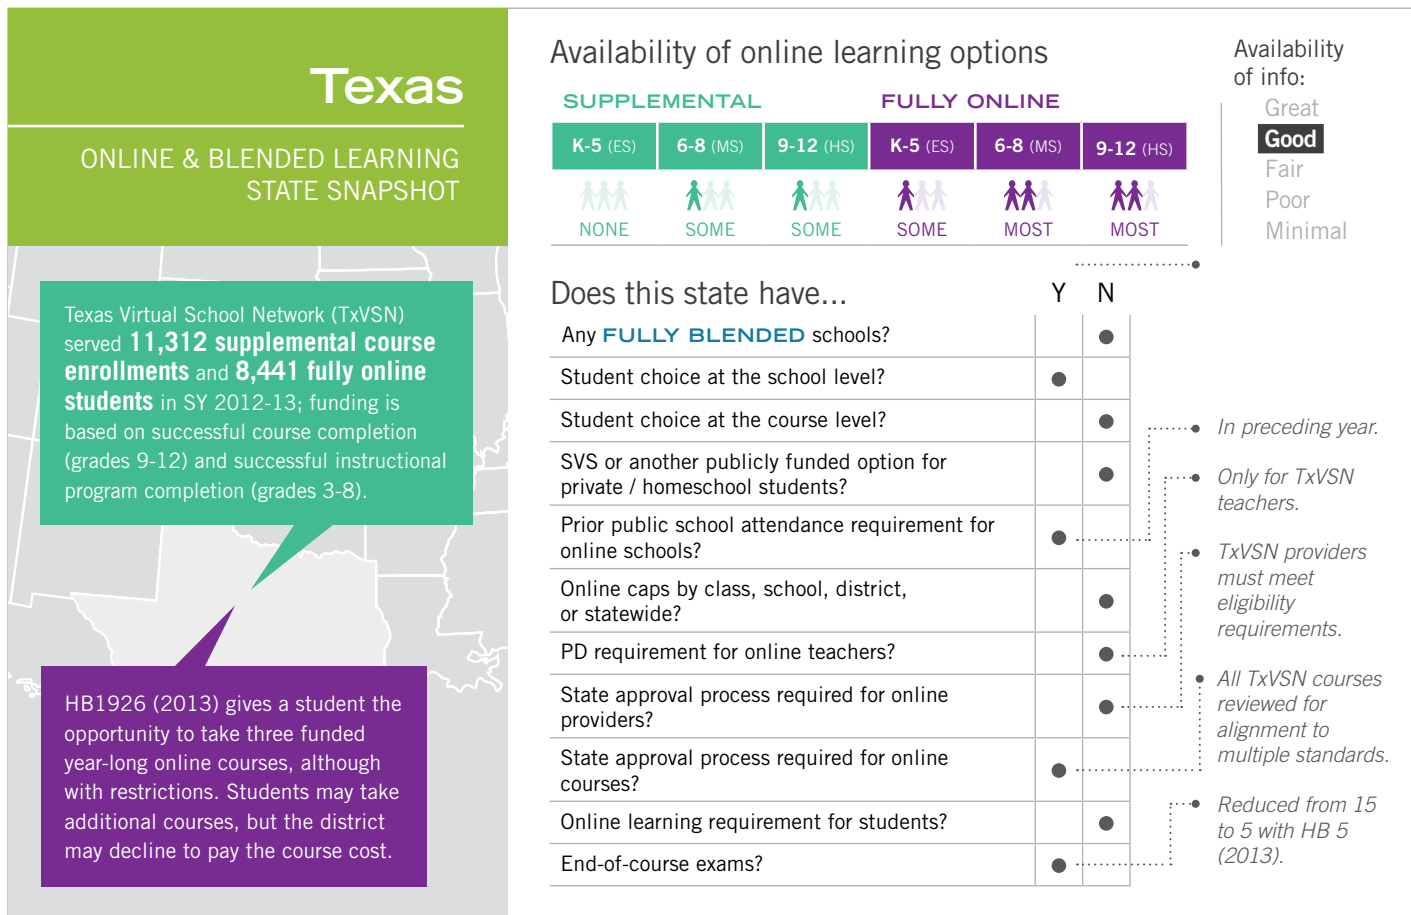 Texas
ONLINE & BLENDED LEARNING
STATE SNAPSHOT
Texas Virtual School Network (TxVSN)
served 11,312 supplemental course
enrollments and 8,441 fully online
students in SY 2012-13; funding is
based on successful course completion
(grades 9-12) and successful instructional
program completion (grades 3-8).
HB1926 (2013) gives a student the
opportunity to take three funded
year-long online courses, although
with restrictions. Students may take
additional courses, but the district
may decline to pay the course cost.
Availability of online learning options
SUPPLEMENTAL FULLY ONLINE
K-5 (ES) 6-8 (MS) 9-12 (HS) K-5 (ES) 6-8 (MS) 9-12 (HS)
NONE SOME SOME SOME MOST MOST
Availability
of info:
Great
Good
Fair
Poor
Minimal
Does this state have... Y N
Any FULLY BLENDED schools?
Student choice at the school level?
Student choice at the course level?
SVS or another publicly funded option for
private / homeschool students?
Prior public school attendance requirement for
online schools?
Online caps by class, school, district,
or statewide?
PD requirement for online teachers?
State approval process required for online
providers?
State approval process required for online
courses?
Online learning requirement for students?
End-of-course exams?
In preceding year.
Only for TxVSN
teachers.
TxVSN providers
must meet
eligibility
requirements.
All TxVSN courses
reviewed for
alignment to
multiple standards.
Reduced from 15
to 5 with HB 5
(2013).